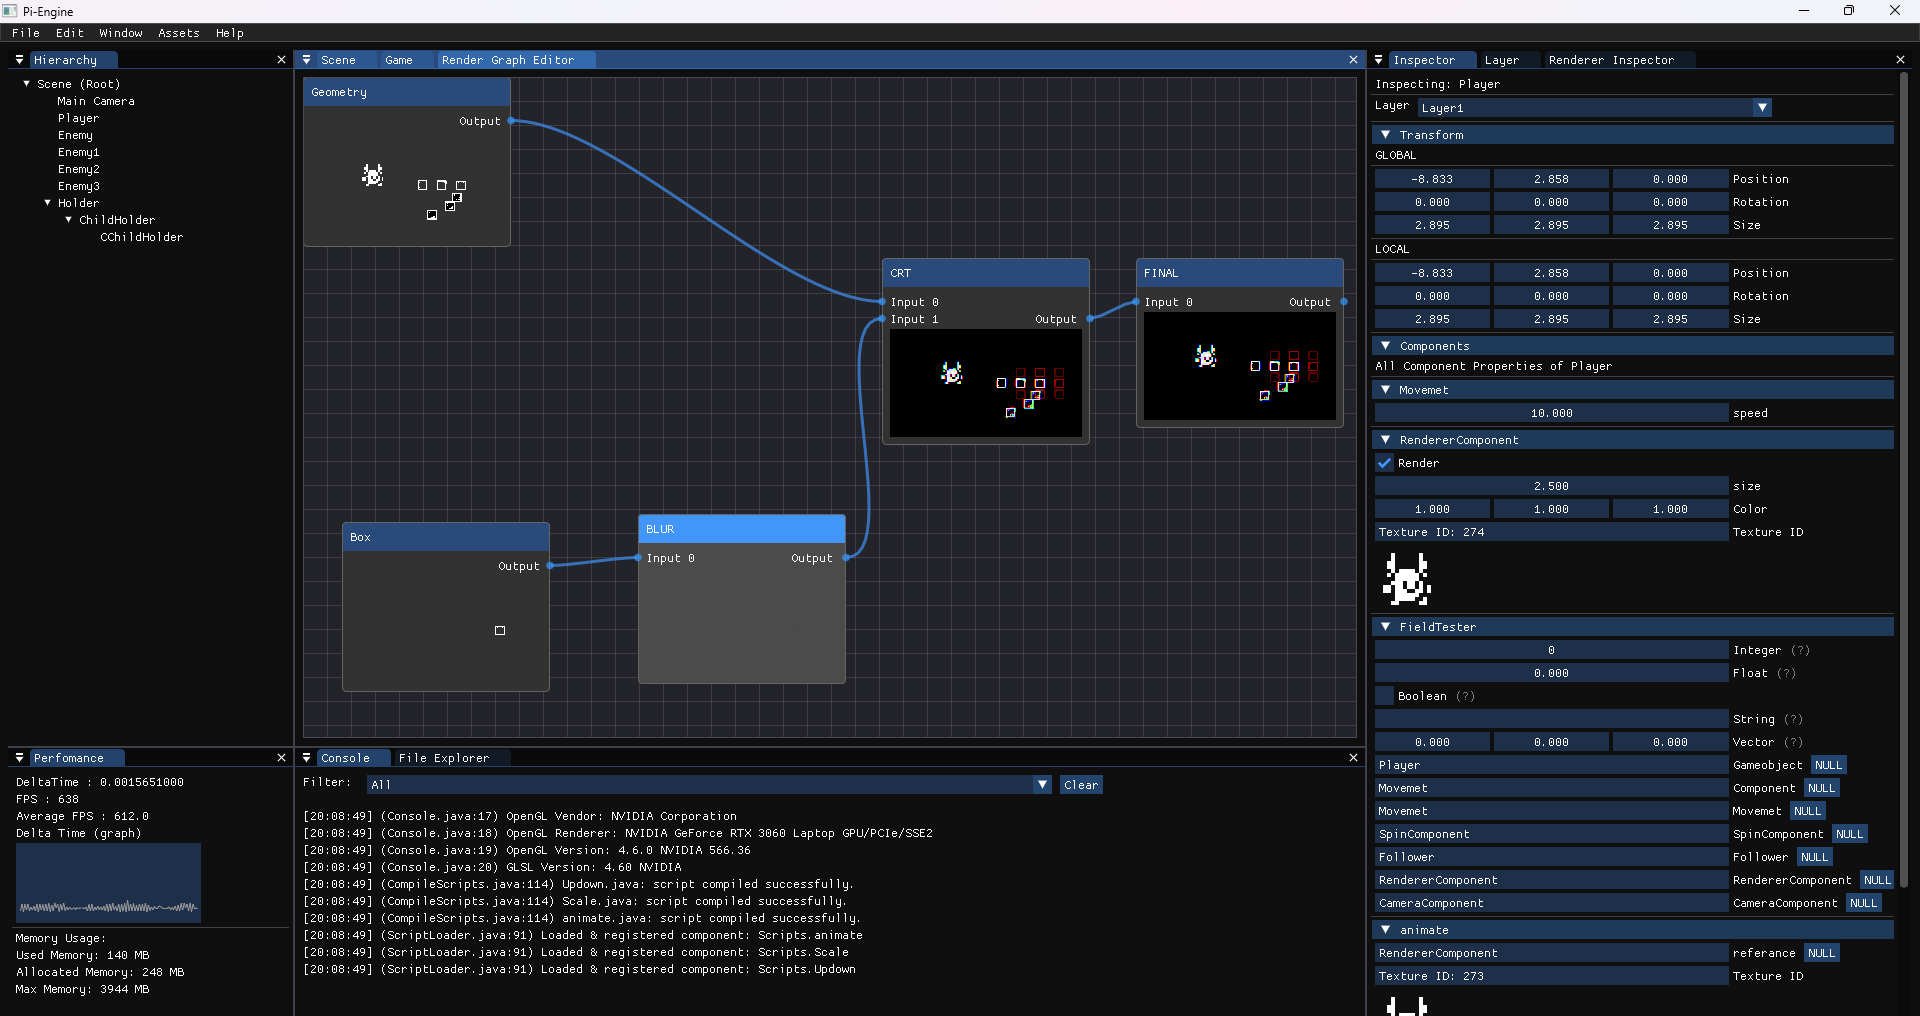 Pi-Engine
File Edit Window Assets Help
Hierarchy
Scene (Root)
Main Camera
Player
Enemy
Enemy1
Enemy2
Enemy3
Holder
ChildHolder
CChildHolder
Scene Game Render Graph Editor
Geometry
Output
CRT
Input 0
Input 1 Output
FINAL
Input 0 Output
Box
Output
BLUR
Input 0 Output
Inspector Layer Renderer Inspector
Inspecting: Player
Layer Layer1
Transform
GLOBAL
-8.833 2.858 0.000 Position
0.000 0.000 0.000 Rotation
2.895 2.895 2.895 Size
LOCAL
-8.833 2.858 0.000 Position
0.000 0.000 0.000 Rotation
2.895 2.895 2.895 Size
Components
All Component Properties of Player
Movemet
10.000 speed
RendererComponent
Render
2.500 size
1.000 1.000 1.000 Color
Texture ID: 274 Texture ID
FieldTester
0 Integer (?)
0.000 Float (?)
Boolean (?)
String (?)
0.000 0.000 0.000 Vector (?)
Player Gameobject NULL
Movemet Component NULL
Movemet Movemet NULL
SpinComponent SpinComponent NULL
Follower Follower NULL
RendererComponent RendererComponent NULL
CameraComponent CameraComponent NULL
animate
RendererComponent referance NULL
Texture ID: 273 Texture ID
Perfomance
DeltaTime : 0.0015651000
FPS : 638
Average FPS : 612.0
Delta Time (graph)
Memory Usage:
Used Memory: 140 MB
Allocated Memory: 248 MB
Max Memory: 3944 MB
Console File Explorer
Filter: All Clear
[20:08:49] (Console.java:17) OpenGL Vendor: NVIDIA Corporation
[20:08:49] (Console.java:18) OpenGL Renderer: NVIDIA GeForce RTX 3060 Laptop GPU/PCIe/SSE2
[20:08:49] (Console.java:19) OpenGL Version: 4.6.0 NVIDIA 566.36
[20:08:49] (Console.java:20) GLSL Version: 4.60 NVIDIA
[20:08:49] (CompileScripts.java:114) Updown.java: script compiled successfully.
[20:08:49] (CompileScripts.java:114) Scale.java: script compiled successfully.
[20:08:49] (CompileScripts.java:114) animate.java: script compiled successfully.
[20:08:49] (ScriptLoader.java:91) Loaded & registered component: Scripts.animate
[20:08:49] (ScriptLoader.java:91) Loaded & registered component: Scripts.Scale
[20:08:49] (ScriptLoader.java:91) Loaded & registered component: Scripts.Updown